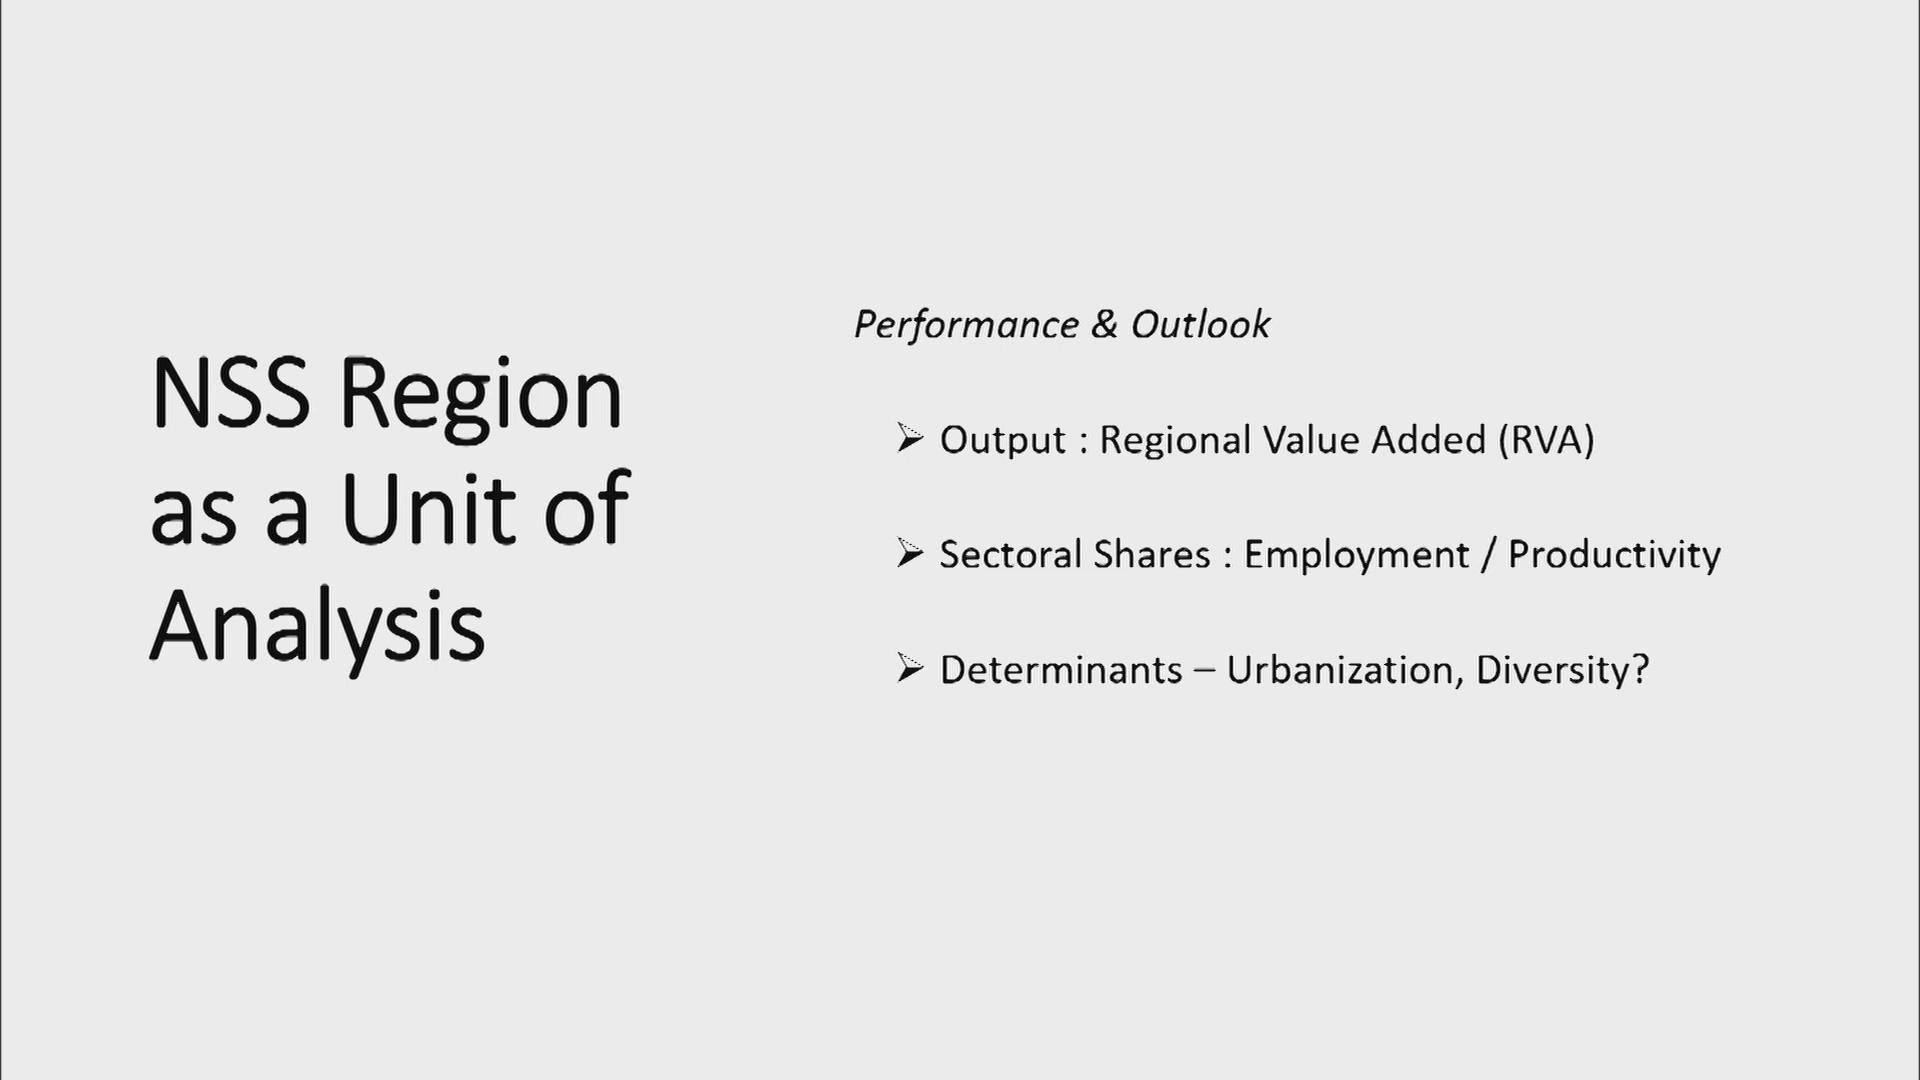 NSS Region
as a Unit of
Analysis
Performance & Outlook
➢ Output : Regional Value Added (RVA)
➢ Sectoral Shares : Employment / Productivity
➢ Determinants – Urbanization, Diversity?